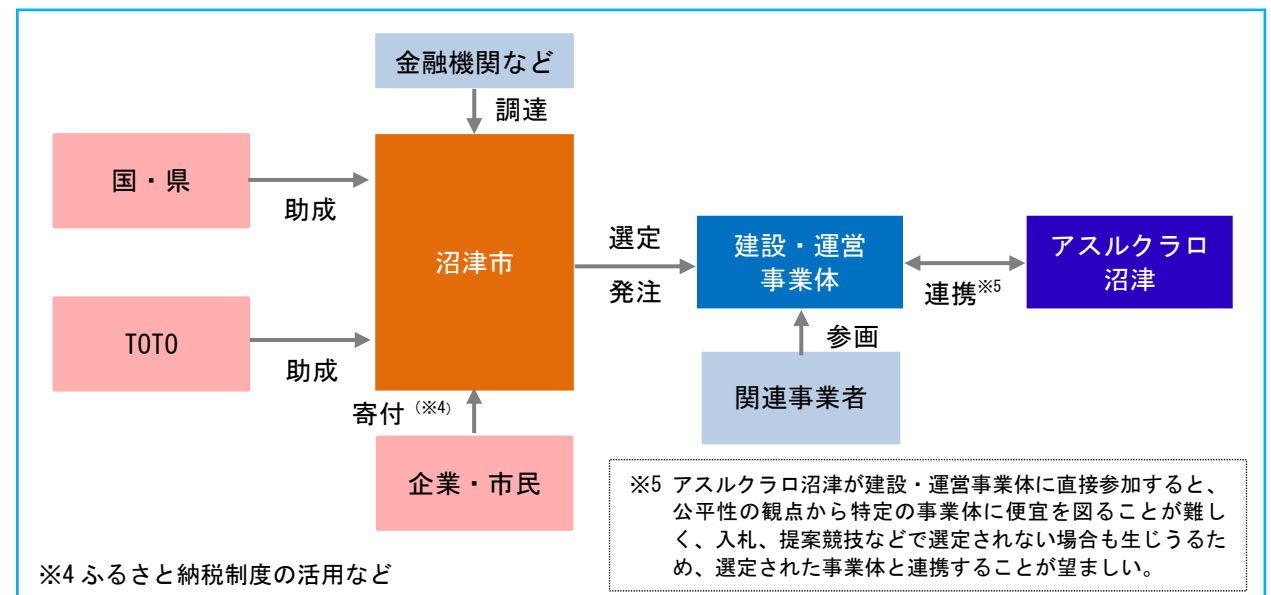 金融機関など
調達
国・県
助成
沼津市
選定
発注
建設・運営
事業体
連携※5
アスルクラロ
沼津
TOTO
助成
参画
関連事業者
寄付（※4）
企業・市民
※5 アスルクラロ沼津が建設・運営事業体に直接参加すると、
公平性の観点から特定の事業体に便宜を図ることが難し
く、入札、提案競技などで選定されない場合も生じうるた
め、選定された事業体と連携することが望ましい。
※4 ふるさと納税制度の活用など